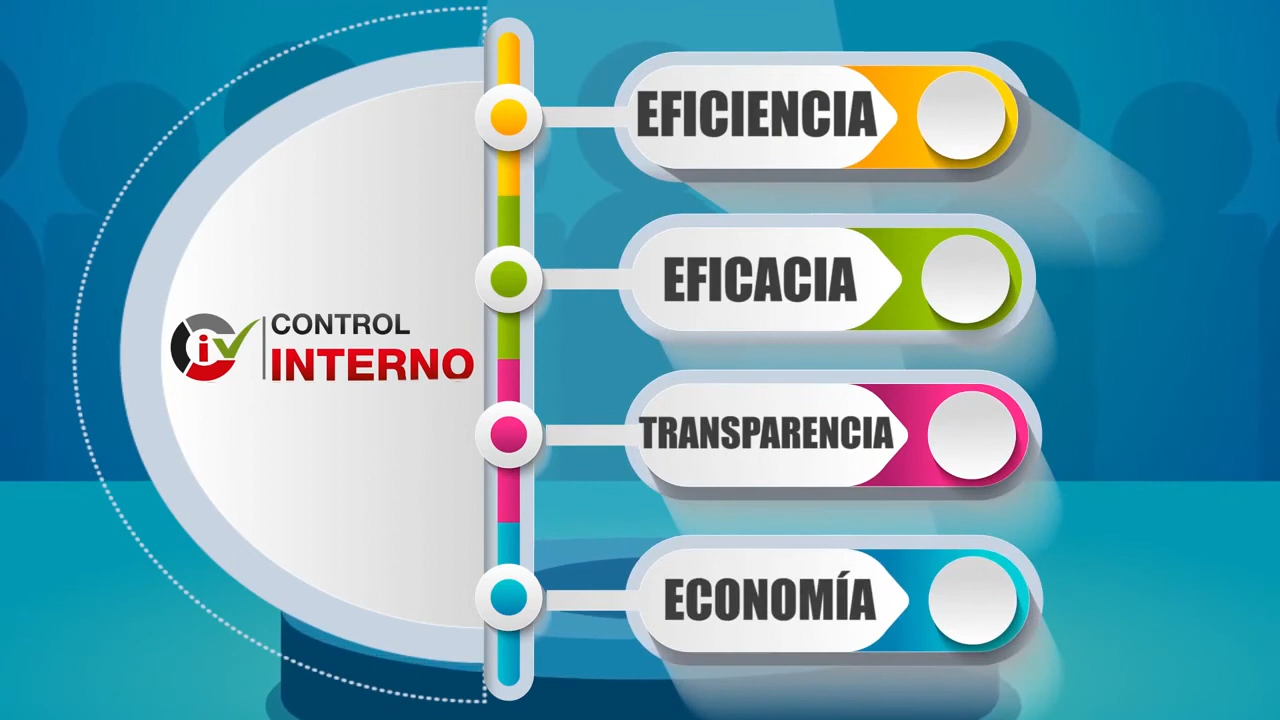 CONTROL
INTERNO
EFICIENCIA
EFICACIA
TRANSPARENCIA
ECONOMÍA